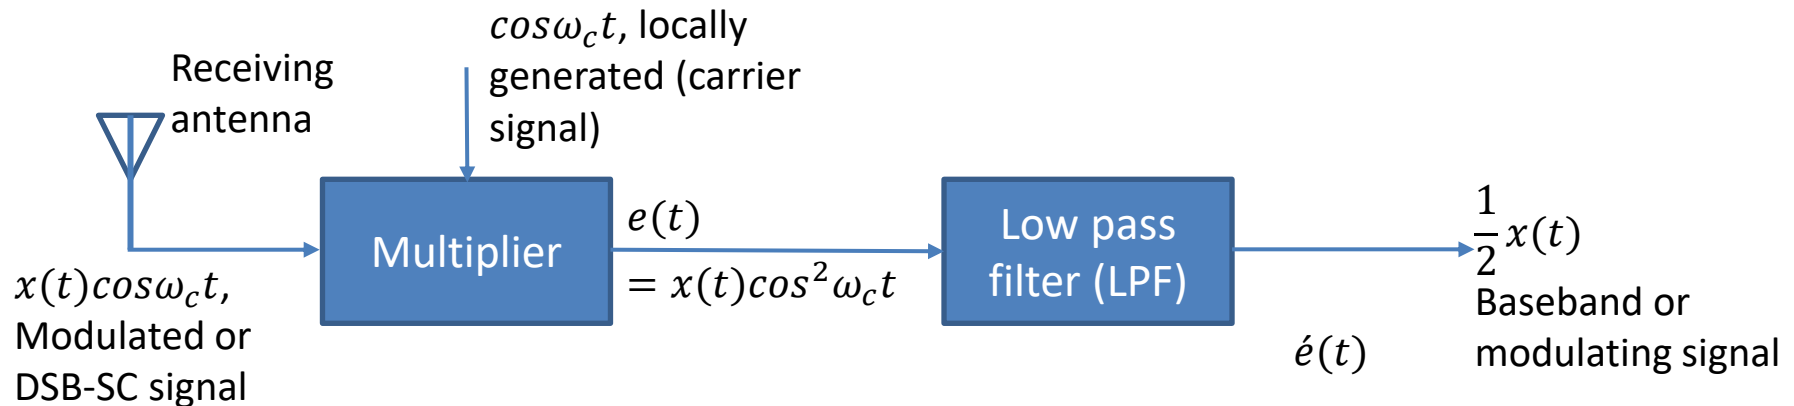 Receiving
antenna
cosω_c t, locally
generated (carrier
signal)
x(t)cosω_c t,
Modulated or
DSB-SC signal
Multiplier
e(t)
= x(t)cos²ω_c t
Low pass
filter (LPF)
é(t)
1/2 x(t)
Baseband or
modulating signal